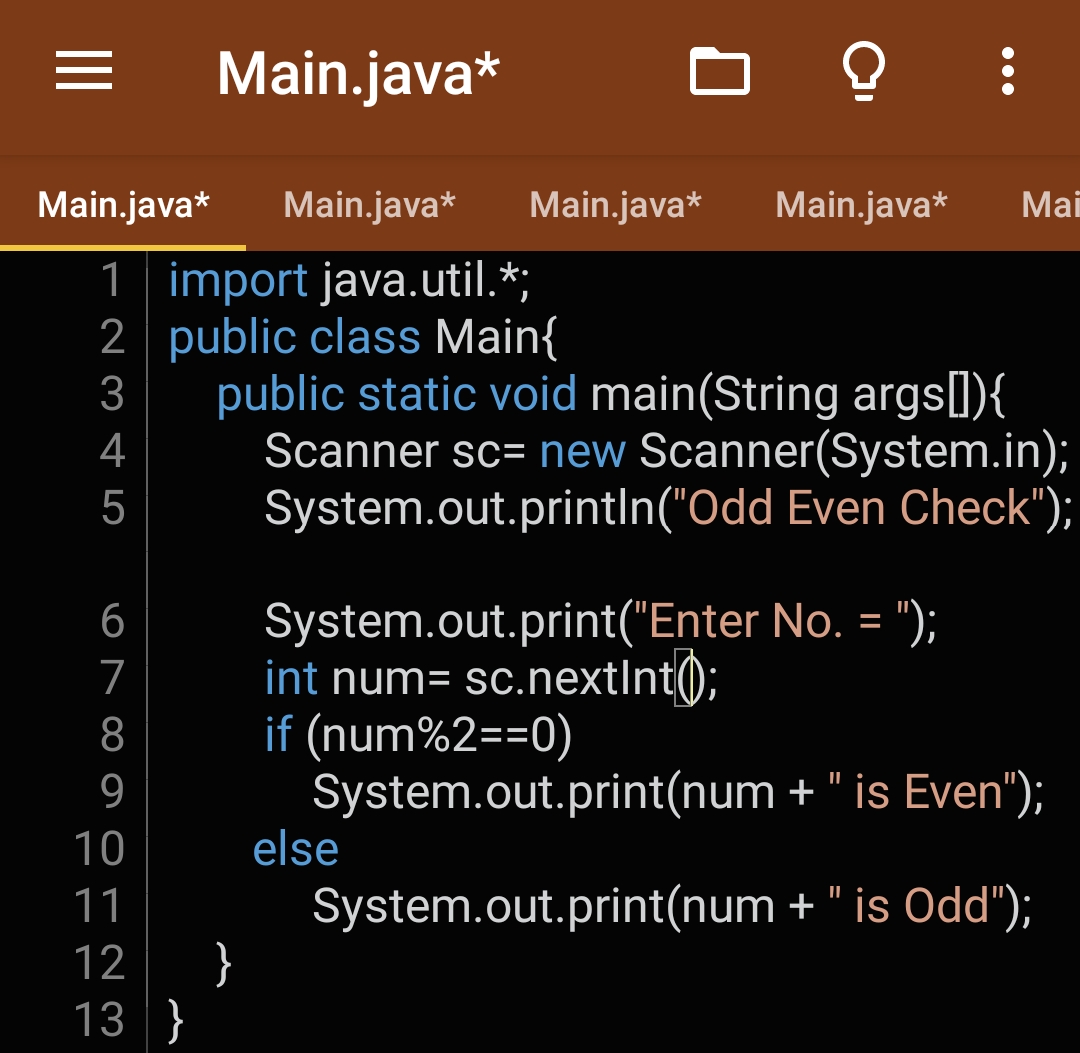 Main.java*
Main.java* Main.java* Main.java* Main.java* Mai
1 import java.util.*;
2 public class Main{
3 public static void main(String args[]){
4 Scanner sc= new Scanner(System.in);
5 System.out.println("Odd Even Check");
6 System.out.print("Enter No. = ");
7 int num= sc.nextInt();
8 if (num%2==0)
9 System.out.print(num + " is Even");
10 else
11 System.out.print(num + " is Odd");
12 }
13 }